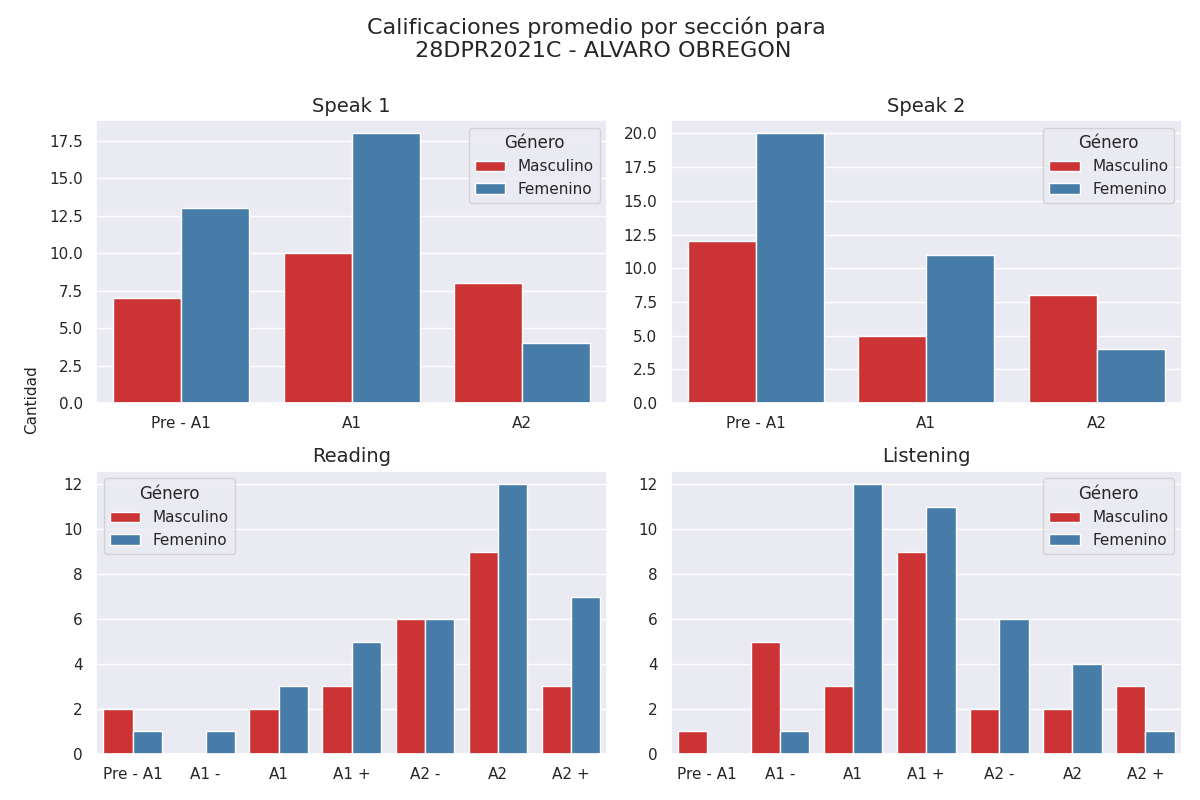 Calificaciones promedio por sección para
28DPR2021C - ALVARO OBREGON
Speak 1
17.5
15.0
12.5
10.0
7.5
5.0
2.5
0.0
Pre - A1 A1 A2
Género
Masculino
Femenino
Speak 2
20.0
17.5
15.0
12.5
10.0
7.5
5.0
2.5
0.0
Pre - A1 A1 A2
Género
Masculino
Femenino
Cantidad
Reading
12
10
8
6
4
2
0
Pre - A1 A1 - A1 A1 + A2 - A2 A2 +
Género
Masculino
Femenino
Listening
12
10
8
6
4
2
0
Pre - A1 A1 - A1 A1 + A2 - A2 A2 +
Género
Masculino
Femenino